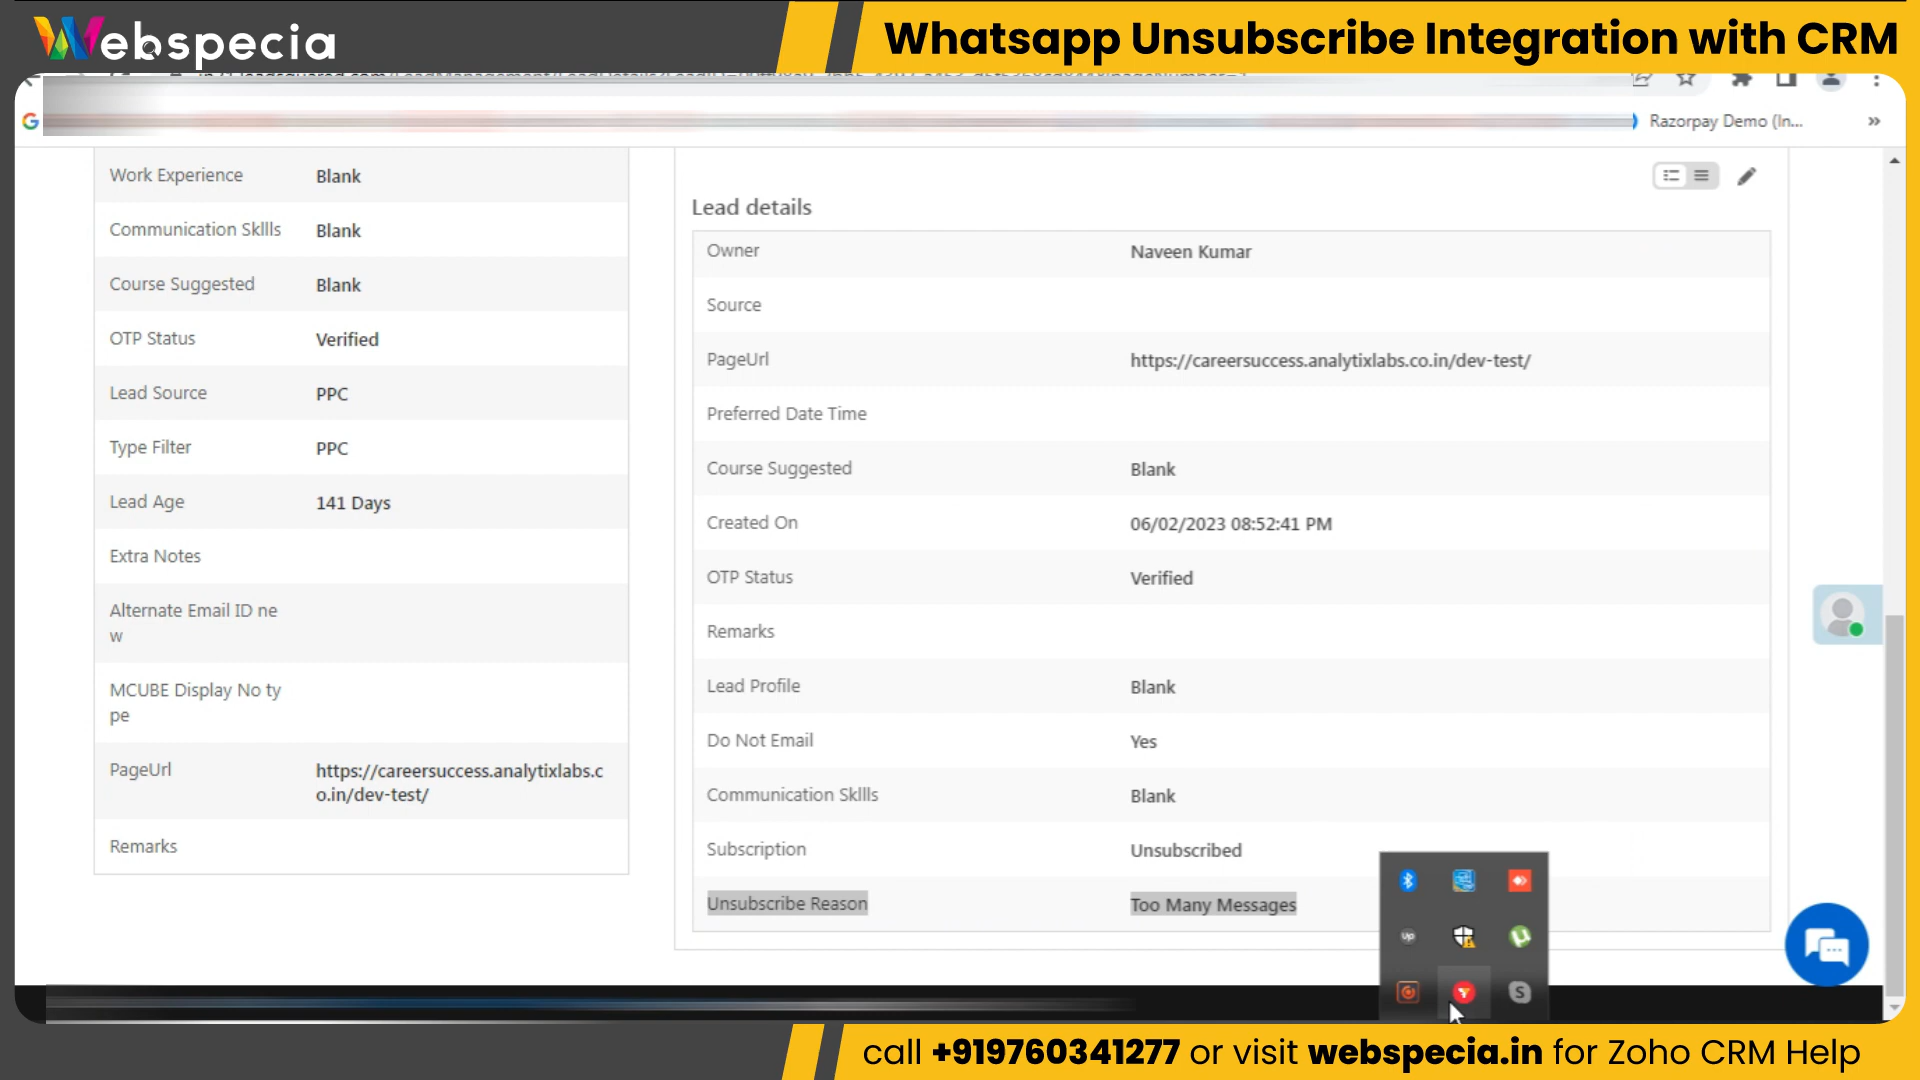 Webspecia
Whatsapp Unsubscribe Integration with CRM
Razorpay Demo (In...
»
Work Experience Blank
Communication Skllls Blank
Course Suggested Blank
OTP Status Verified
Lead Source PPC
Type Filter PPC
Lead Age 141 Days
Extra Notes
Alternate Email ID ne
w
MCUBE Display No ty
pe
PageUrl https://careersuccess.analytixlabs.c
o.in/dev-test/
Remarks
Lead details
Owner Naveen Kumar
Source
PageUrl https://careersuccess.analytixlabs.co.in/dev-test/
Preferred Date Time
Course Suggested Blank
Created On 06/02/2023 08:52:41 PM
OTP Status Verified
Remarks
Lead Profile Blank
Do Not Email Yes
Communication Skllls Blank
Subscription Unsubscribed
Unsubscribe Reason Too Many Messages
call +919760341277 or visit webspecia.in for Zoho CRM Help